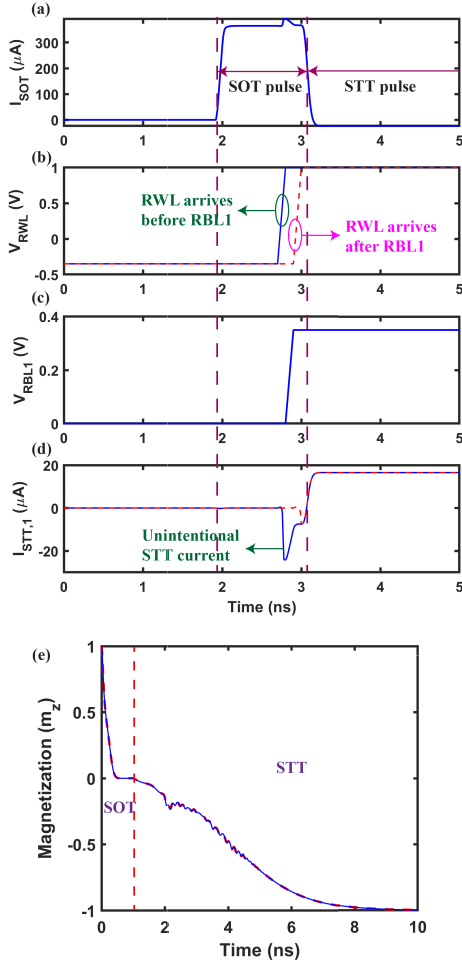 (a)
I_SOT (μA)
300
200
100
0
SOT pulse
STT pulse
0
1
2
3
4
5
(b)
V_RWL (V)
1
0.5
0
-0.5
RWL arrives
before RBL1
RWL arrives
after RBL1
0
1
2
3
4
5
(c)
V_RBL1 (V)
0.4
0.2
0
0
1
2
3
4
5
(d)
I_STT,1 (μA)
20
0
-20
Unintentional
STT current
0
1
2
3
4
5
Time (ns)
(e)
Magnetization (m_z)
1
0.5
0
-0.5
-1
SOT
STT
0
2
4
6
8
10
Time (ns)